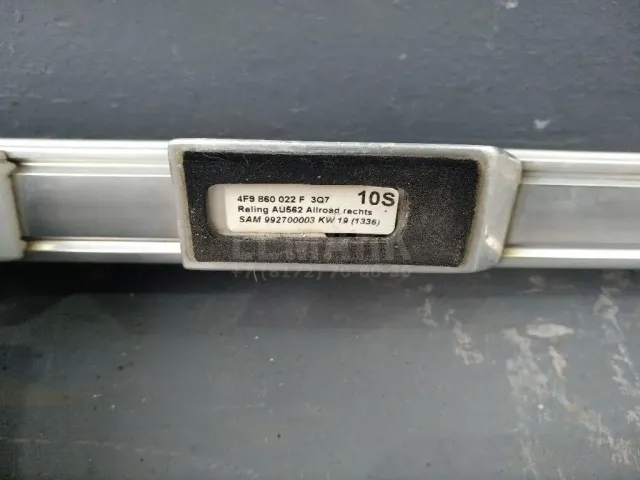 4F9 860 022 F 3Q7 10S
Reling AU562 Allroad rechts
SAM 992700003 KW 19 (1336)